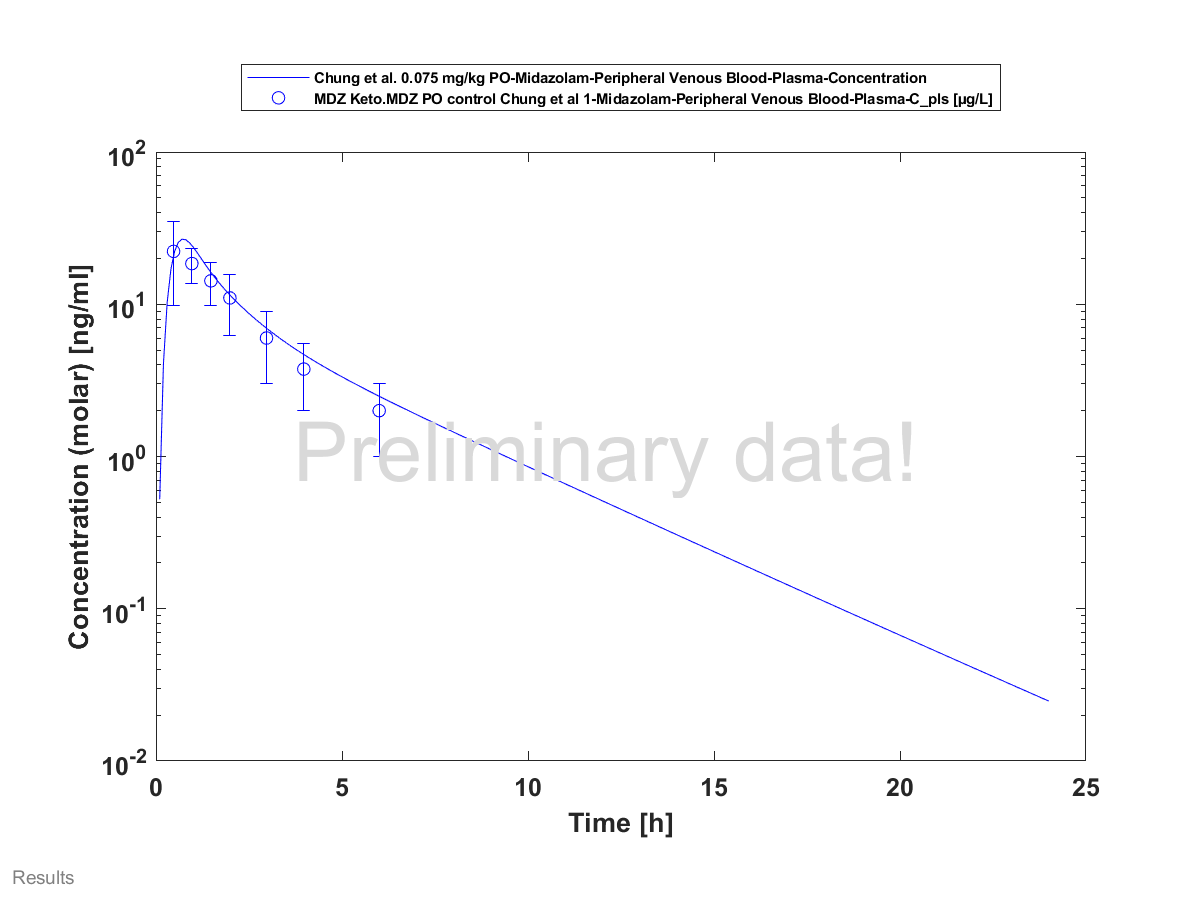 Chung et al. 0.075 mg/kg PO-Midazolam-Peripheral Venous Blood-Plasma-Concentration
MDZ Keto.MDZ PO control Chung et al 1-Midazolam-Peripheral Venous Blood-Plasma-C_pls [µg/L]
10^2
10^1
10^0
10^-1
10^-2
Concentration (molar) [ng/ml]
Preliminary data!
0 5 10 15 20 25
Time [h]
Results